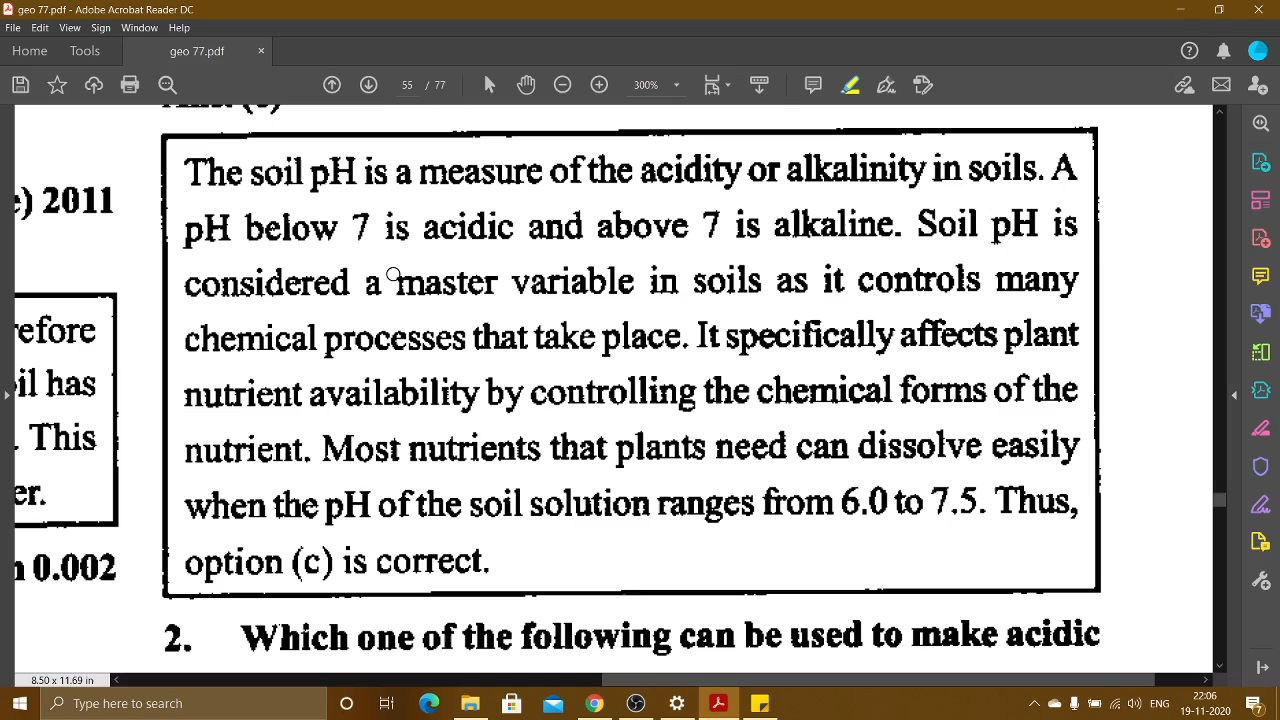 geo 77.pdf - Adobe Acrobat Reader DC
File Edit View Sign Window Help
Home Tools geo 77.pdf ×
55 / 77 300%
The soil pH is a measure of the acidity or alkalinity in soils. A
pH below 7 is acidic and above 7 is alkaline. Soil pH is
considered a master variable in soils as it controls many
chemical processes that take place. It specifically affects plant
nutrient availability by controlling the chemical forms of the
nutrient. Most nutrients that plants need can dissolve easily
when the pH of the soil solution ranges from 6.0 to 7.5. Thus,
option (c) is correct.
2. Which one of the following can be used to make acidic
e) 2011
refore
il has
. This
er.
0.002
8.50 x 11.69 in
Type here to search
ENG
22:06
19-11-2020
7